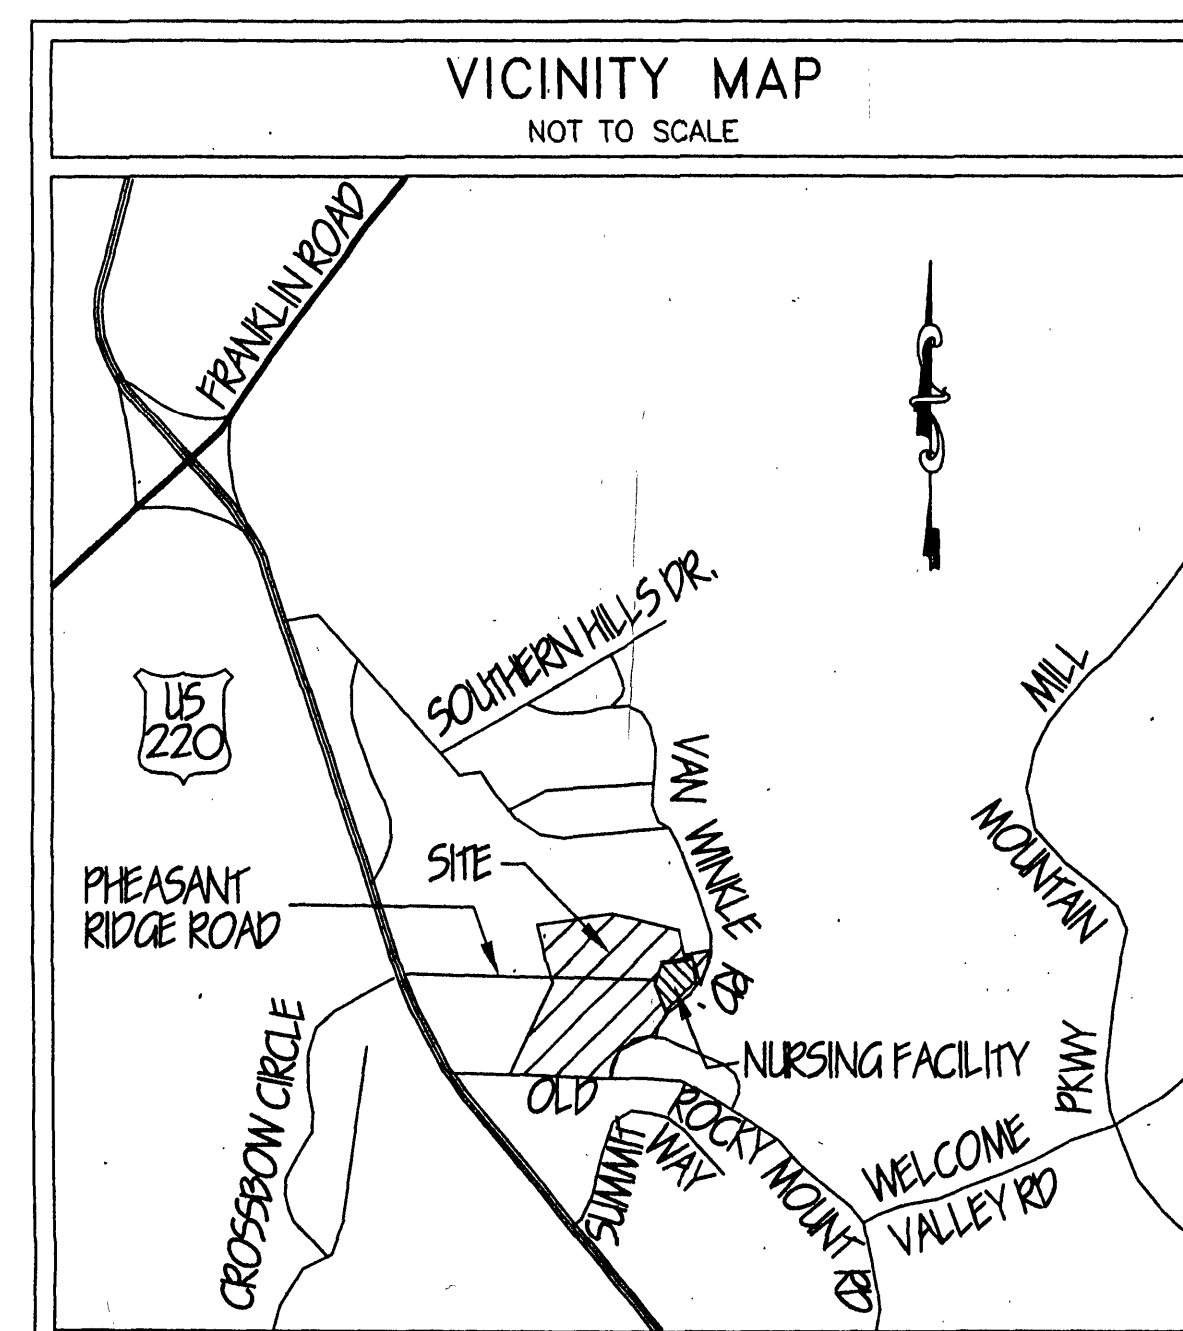 VICINITY MAP
NOT TO SCALE
FRANKLIN ROAD
SOUTHERN HILLS DR.
US
220
MILL
MOUNTAIN
PKWY
VAN WINKLE RD.
SITE
PHEASANT
RIDGE ROAD
CROSSBOW CIRCLE
NURSING FACILITY
OLD
ROCKY MOUNT RD
SUMMIT
WAY
WELCOME
VALLEY RD